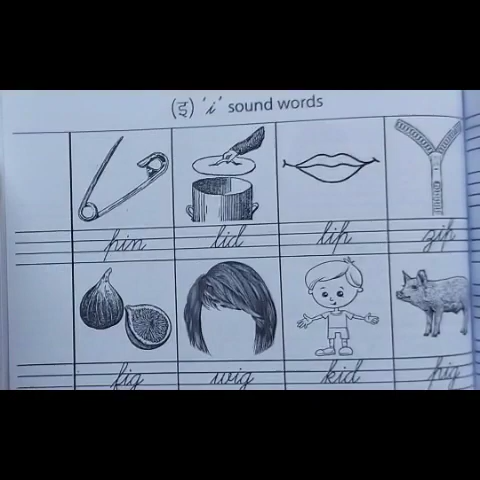 (इ) 'i' sound words
pin lid lip zip
fig wig kid pig